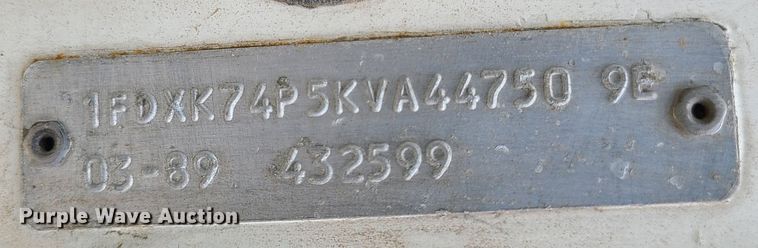 1FDXK74P5KVA44750 9E
03-89 432599
Purple Wave Auction